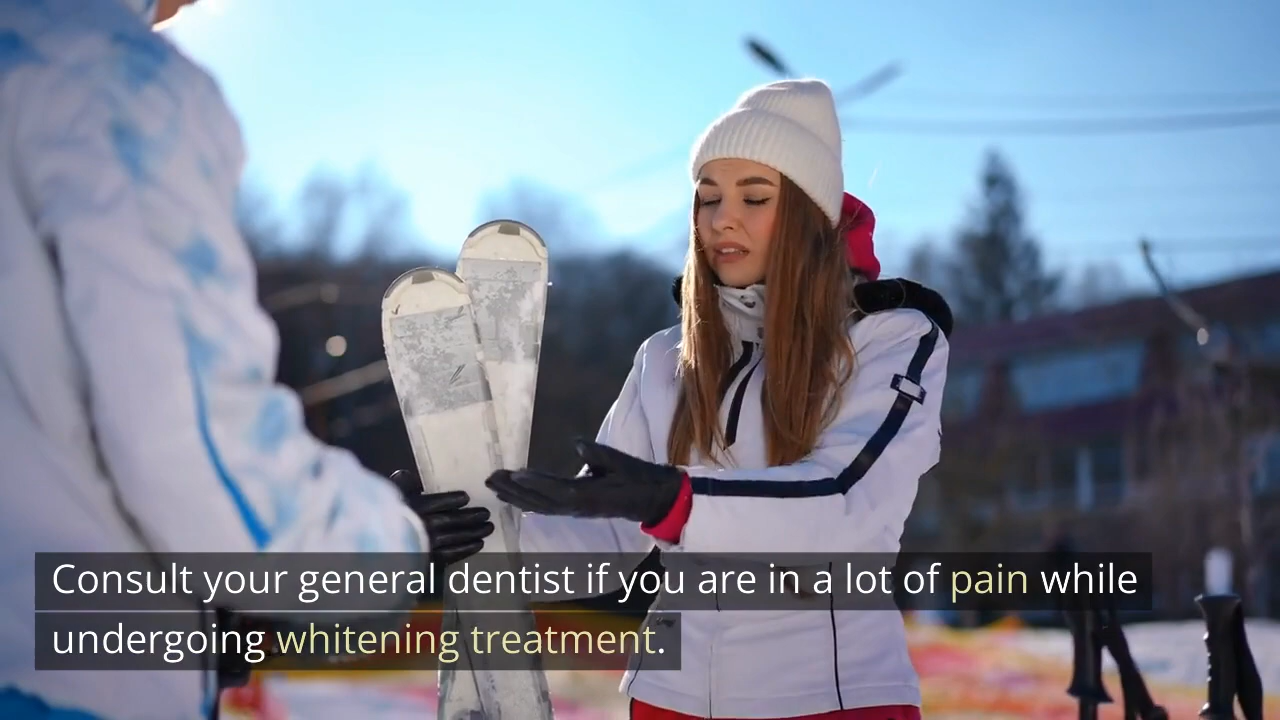 Consult your general dentist if you are in a lot of pain while
undergoing whitening treatment.